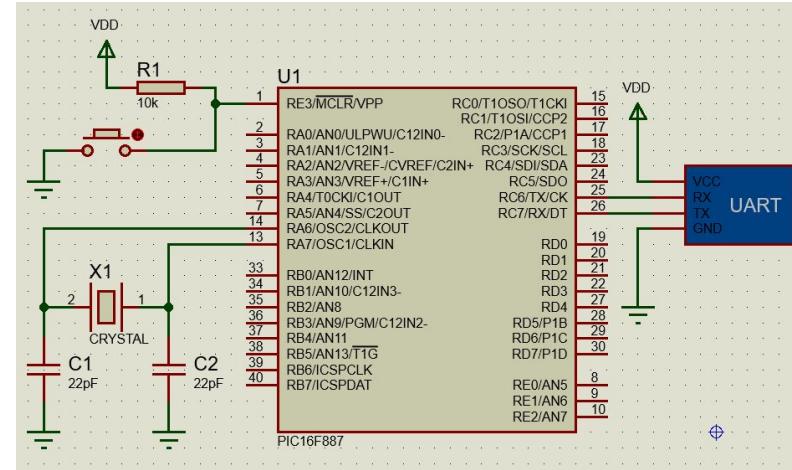 VDD
R1
10k
U1
1 RE3/MCLR/VPP
2 RA0/AN0/ULPWU/C12IN0-
3 RA1/AN1/C12IN1-
4 RA2/AN2/VREF-/CVREF/C2IN+
5 RA3/AN3/VREF+/C1IN+
6 RA4/T0CKI/C1OUT
7 RA5/AN4/SS/C2OUT
14 RA6/OSC2/CLKOUT
13 RA7/OSC1/CLKIN
33 RB0/AN12/INT
34 RB1/AN10/C12IN3-
35 RB2/AN8
36 RB3/AN9/PGM/C12IN2-
37 RB4/AN11
38 RB5/AN13/T1G
39 RB6/ICSPCLK
40 RB7/ICSPDAT
RC0/T1OSO/T1CKI 15
RC1/T1OSI/CCP2 16
RC2/P1A/CCP1 17
RC3/SCK/SCL 18
RC4/SDI/SDA 23
RC5/SDO 24
RC6/TX/CK 25
RC7/RX/DT 26
RD0 19
RD1 20
RD2 21
RD3 22
RD4 27
RD5/P1B 28
RD6/P1C 29
RD7/P1D 30
RE0/AN5 8
RE1/AN6 9
RE2/AN7 10
PIC16F887
X1
2 1
CRYSTAL
C1
22pF
C2
22pF
VDD
VCC
RX
TX
GND
UART